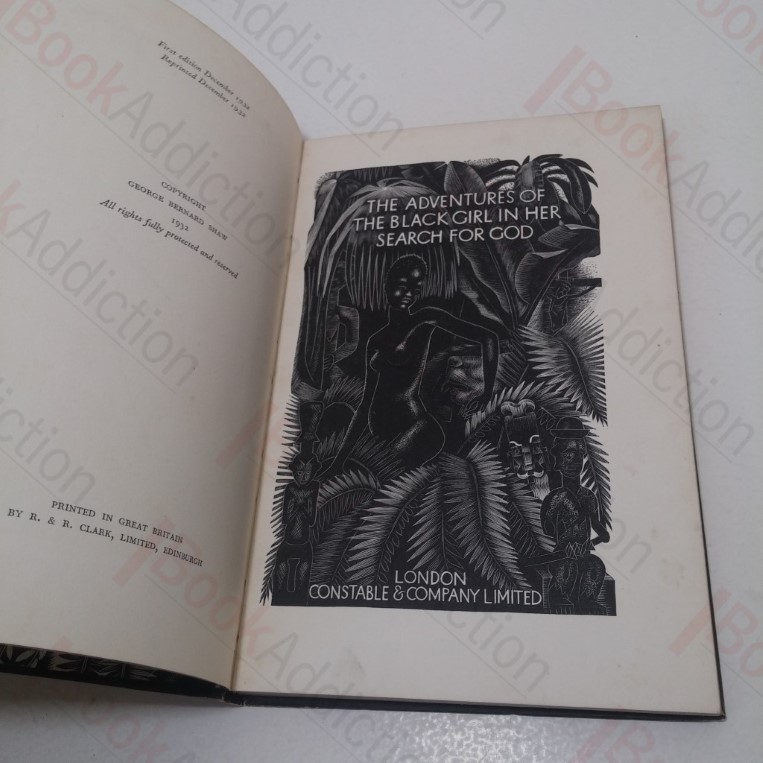 First edition December 1932
Reprinted December 1932
COPYRIGHT
GEORGE BERNARD SHAW
1932
All rights fully protected and reserved
PRINTED IN GREAT BRITAIN
BY R. & R. CLARK, LIMITED, EDINBURGH
THE ADVENTURES OF
THE BLACK GIRL IN HER
SEARCH FOR GOD
LONDON
CONSTABLE & COMPANY LIMITED
BookAddiction